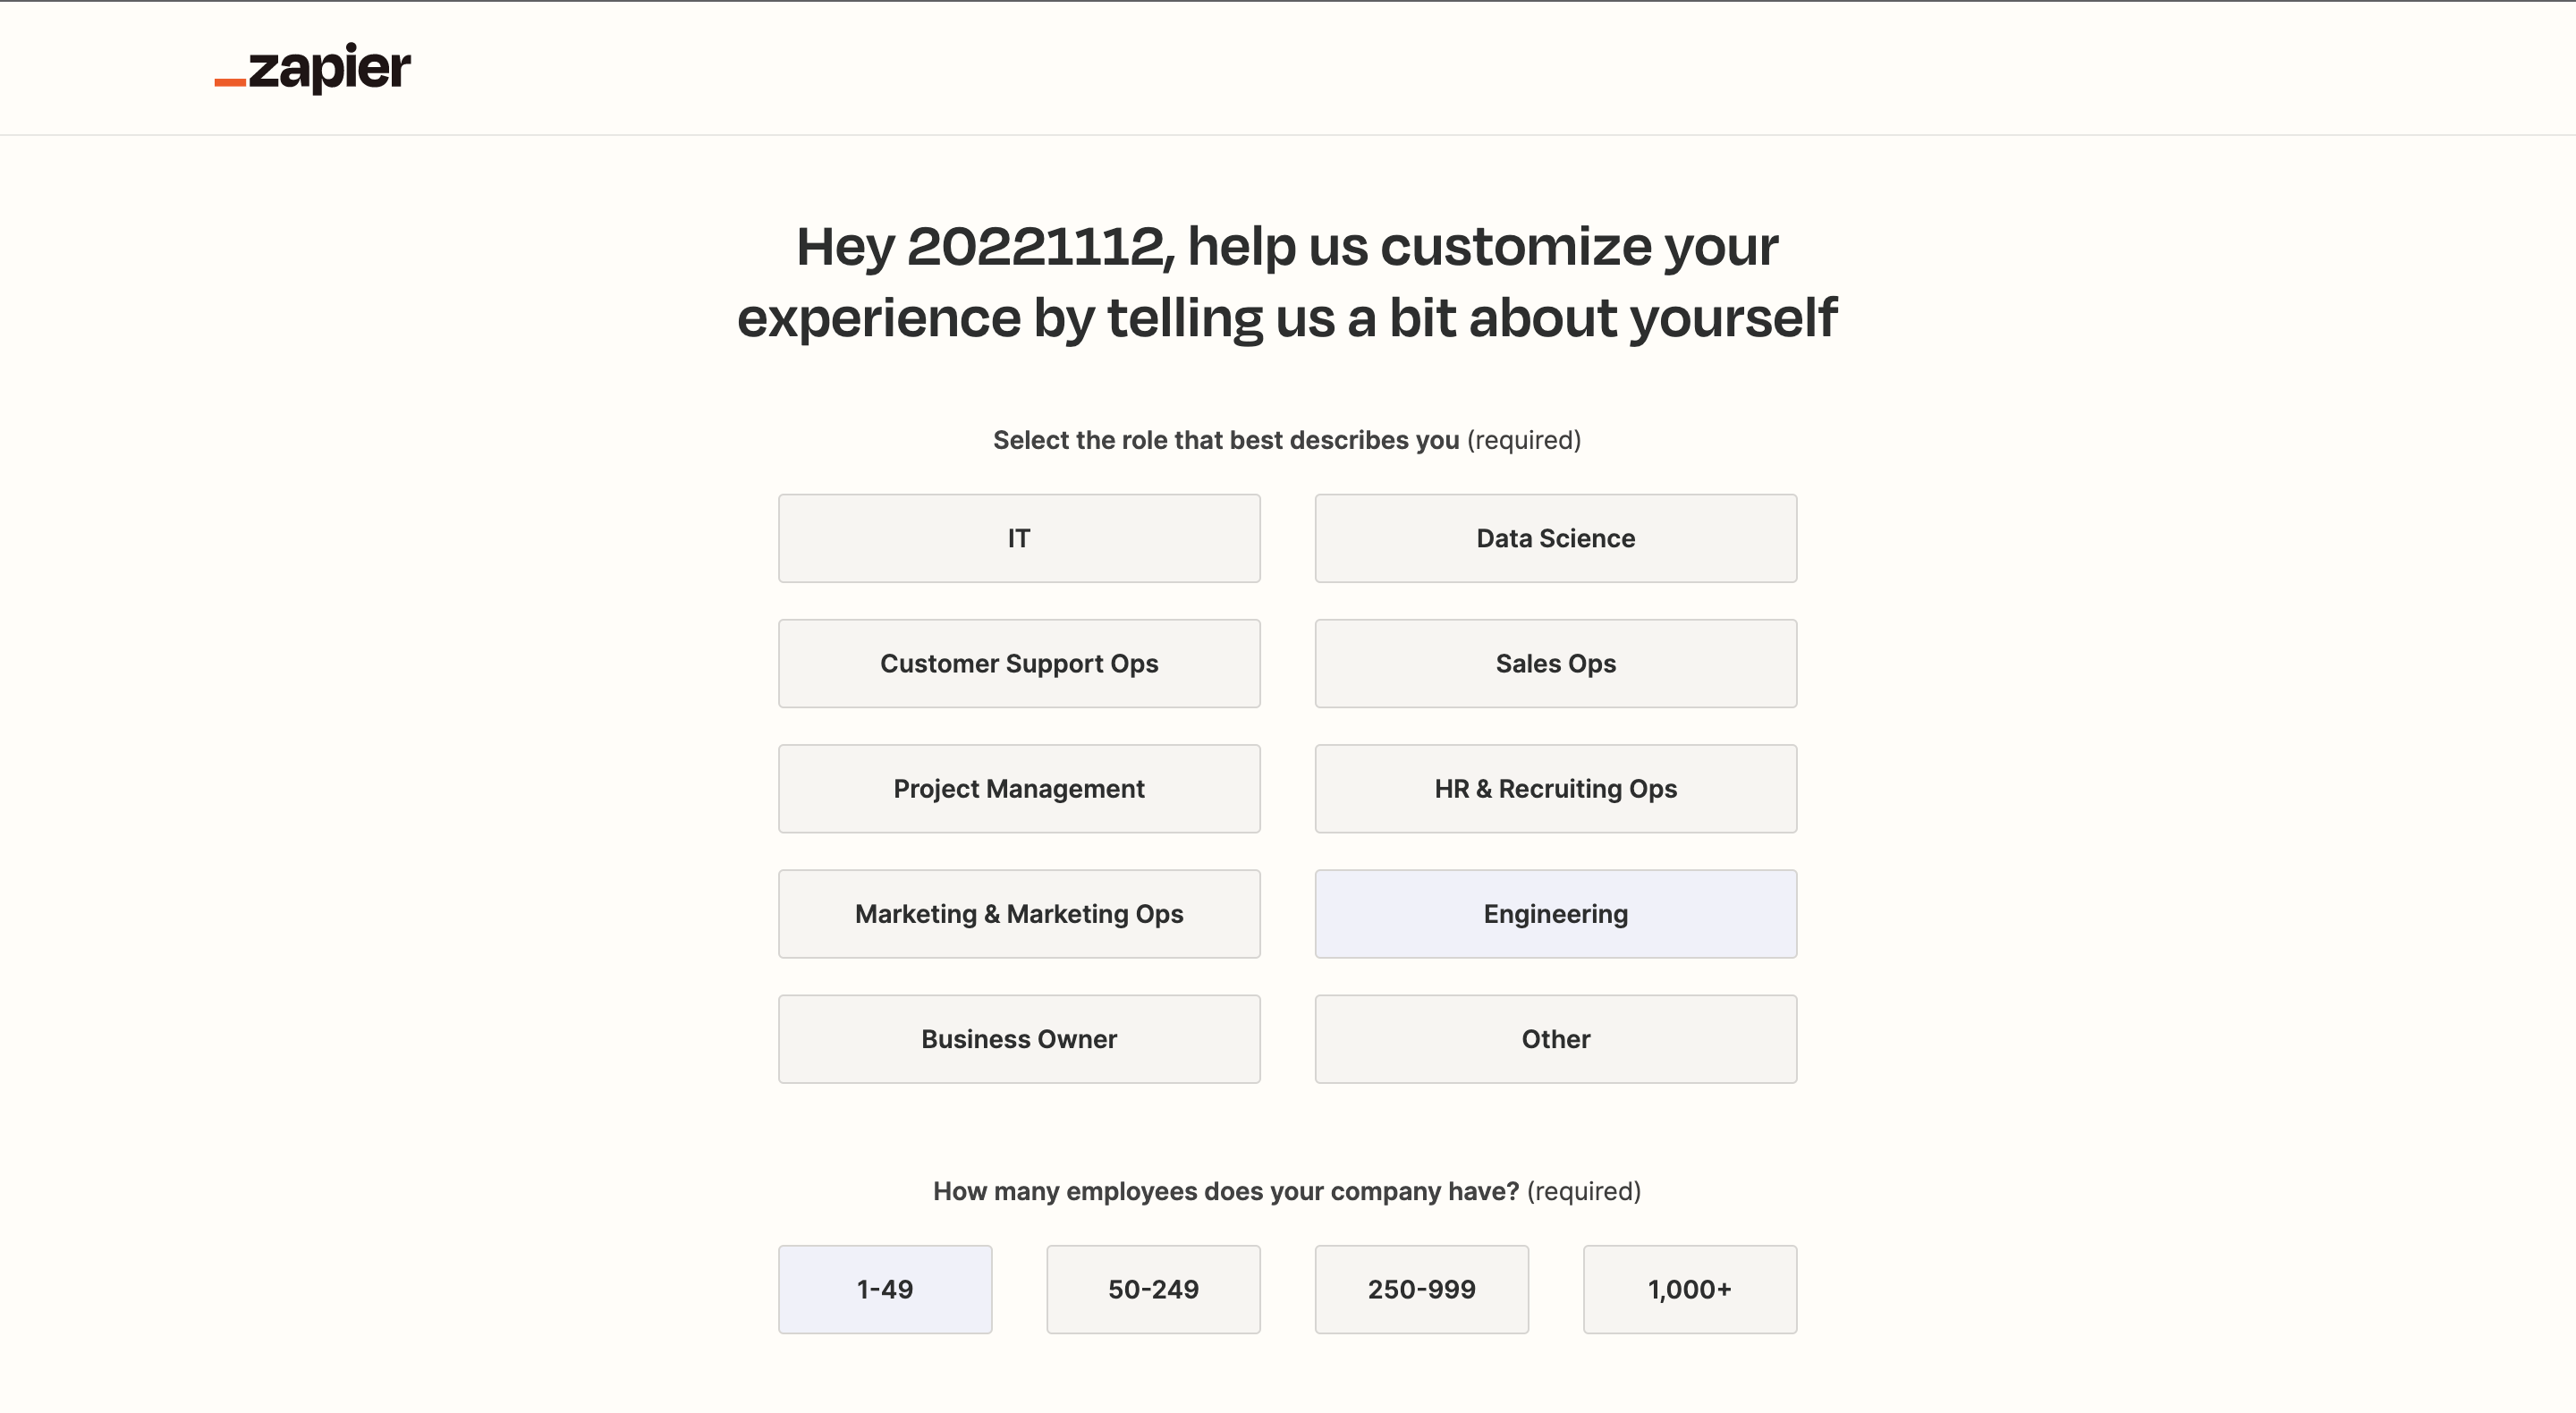 zapier
Hey 20221112, help us customize your
experience by telling us a bit about yourself
Select the role that best describes you (required)
IT
Data Science
Customer Support Ops
Sales Ops
Project Management
HR & Recruiting Ops
Marketing & Marketing Ops
Engineering
Business Owner
Other
How many employees does your company have? (required)
1-49
50-249
250-999
1,000+